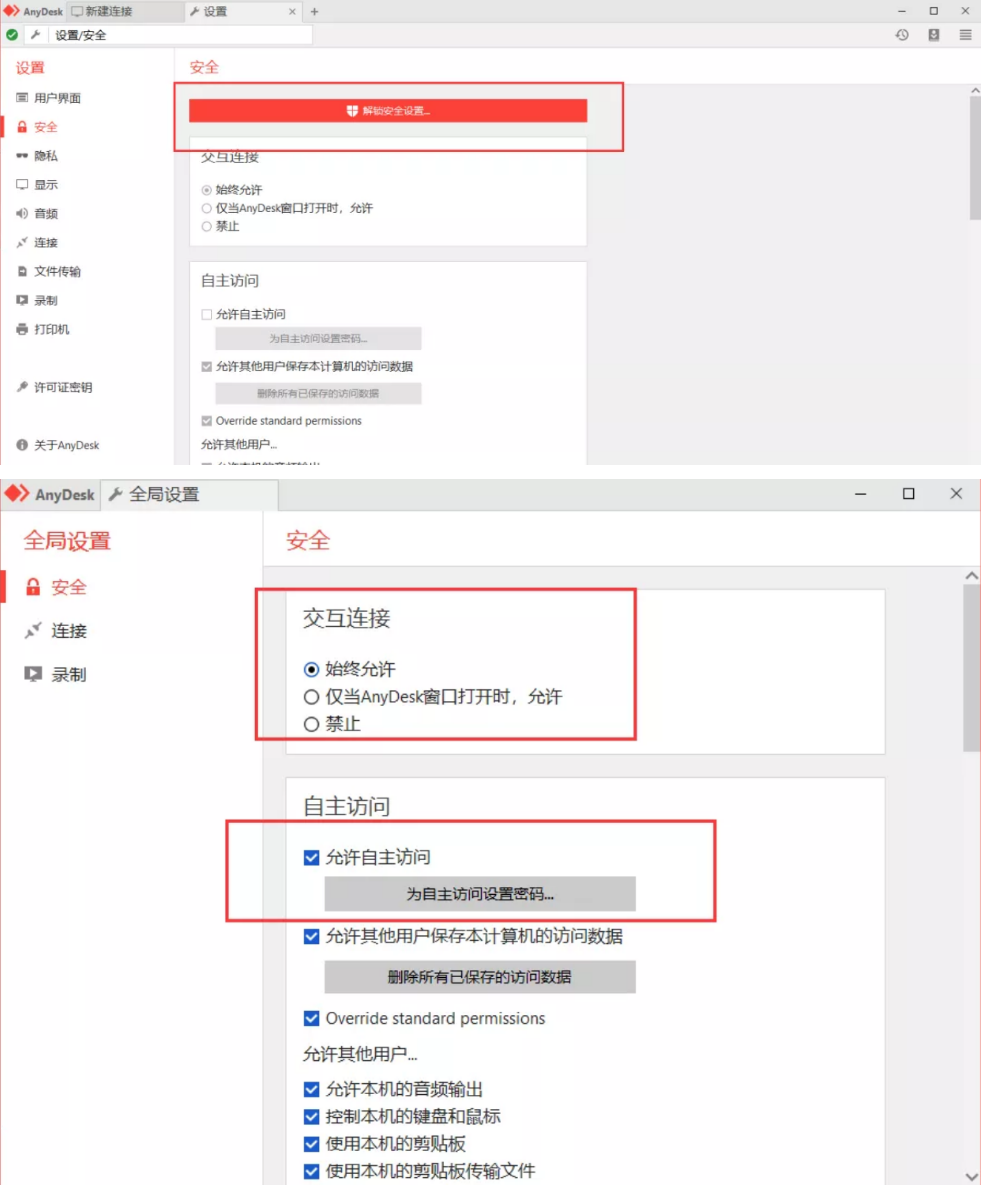 AnyDesk 新建连接 设置
设置/安全
设置
用户界面
安全
隐私
显示
音频
连接
文件传输
录制
打印机
许可证密钥
关于AnyDesk
安全
解锁安全设置...
交互连接
始终允许
仅当AnyDesk窗口打开时，允许
禁止
自主访问
允许自主访问
为自主访问设置密码...
允许其他用户保存本计算机的访问数据
删除所有已保存的访问数据
Override standard permissions
允许其他用户...
AnyDesk 全局设置
全局设置
安全
连接
录制
安全
交互连接
始终允许
仅当AnyDesk窗口打开时，允许
禁止
自主访问
允许自主访问
为自主访问设置密码...
允许其他用户保存本计算机的访问数据
删除所有已保存的访问数据
Override standard permissions
允许其他用户...
允许本机的音频输出
控制本机的键盘和鼠标
使用本机的剪贴板
使用本机的剪贴板传输文件